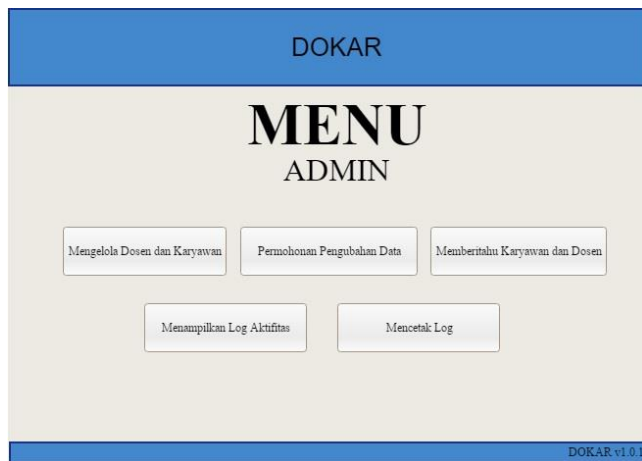 DOKAR
MENU
ADMIN
Mengelola Dosen dan Karyawan
Permohonan Pengubahan Data
Memberitahu Karyawan dan Dosen
Menampilkan Log Aktifitas
Mencetak Log
DOKAR v1.0.1